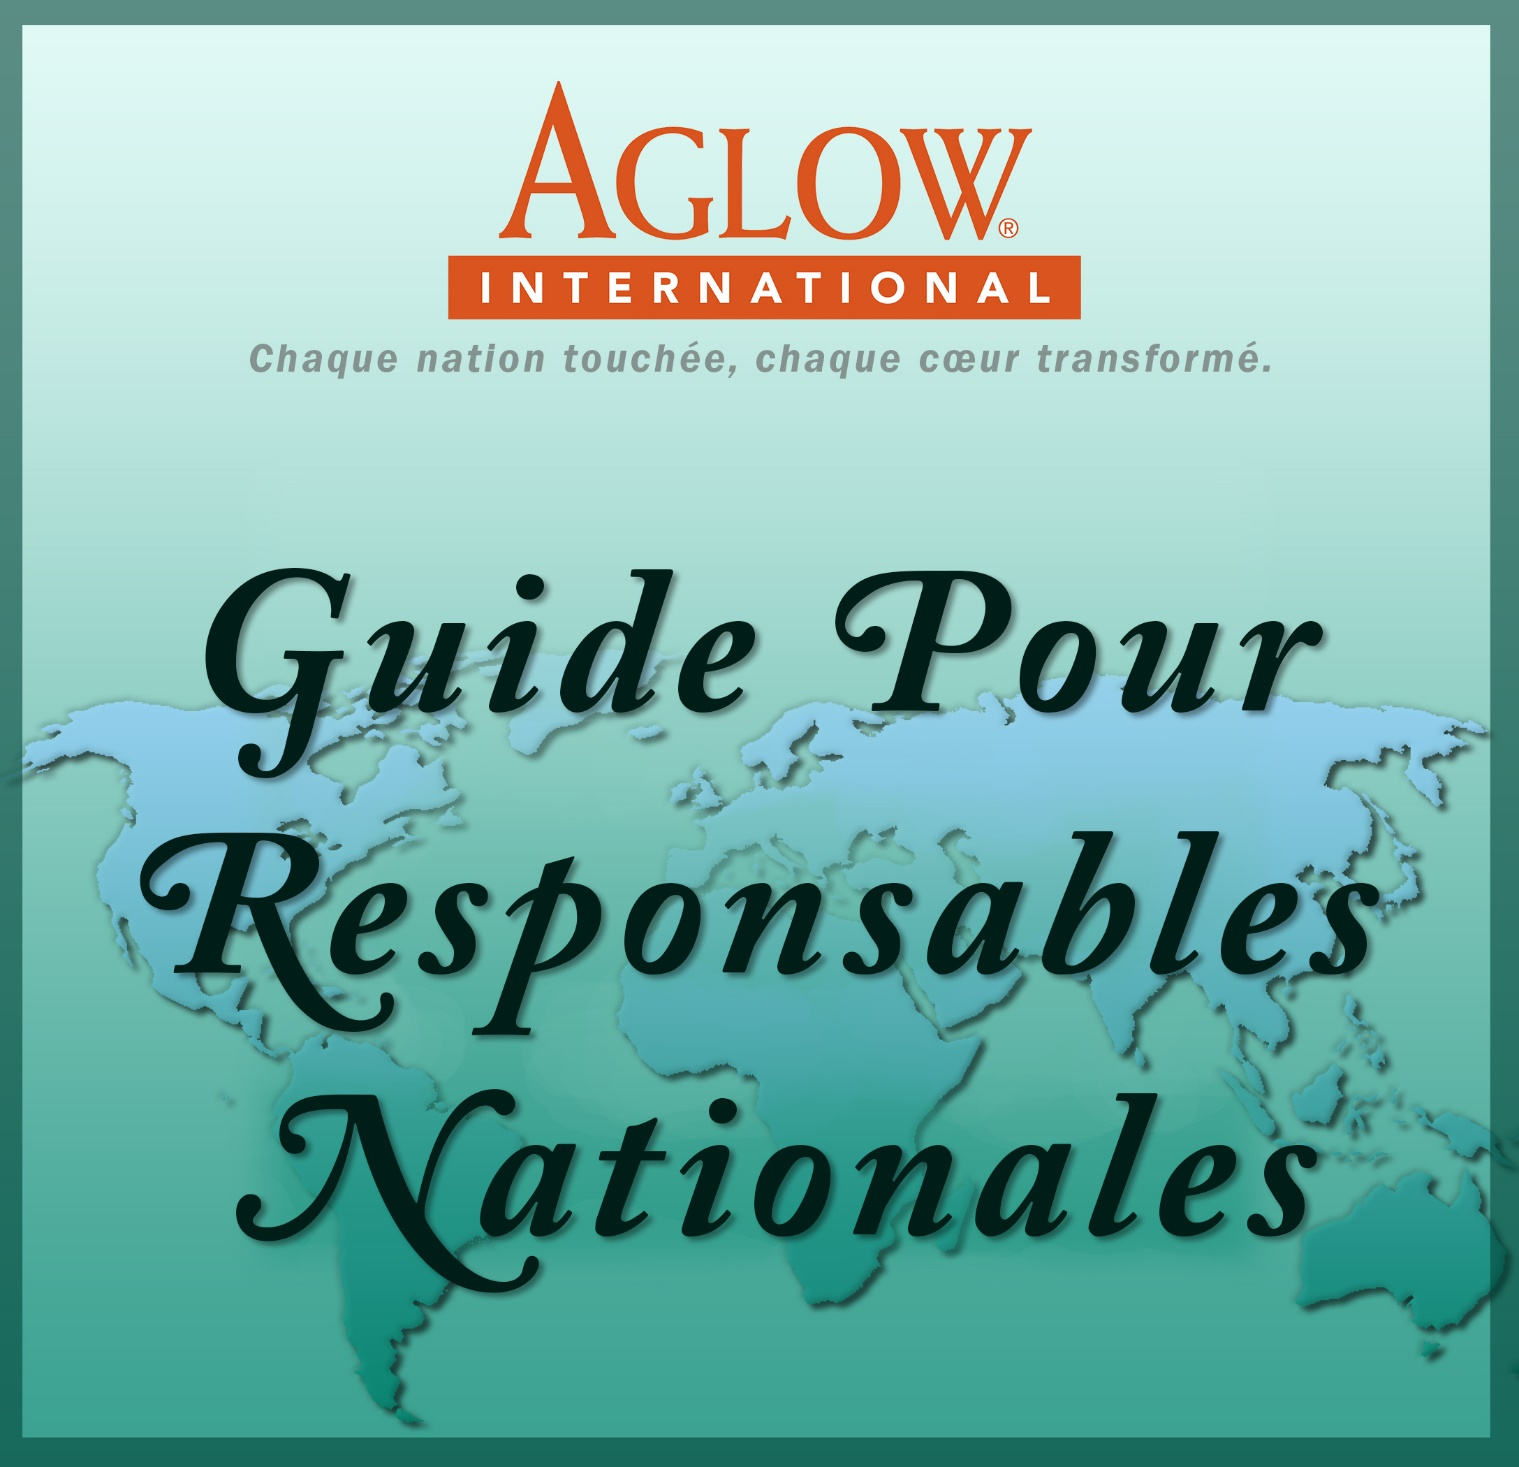 AGLOW®
INTERNATIONAL
Chaque nation touchée, chaque cœur transformé.
Guide Pour
Responsables
Nationales